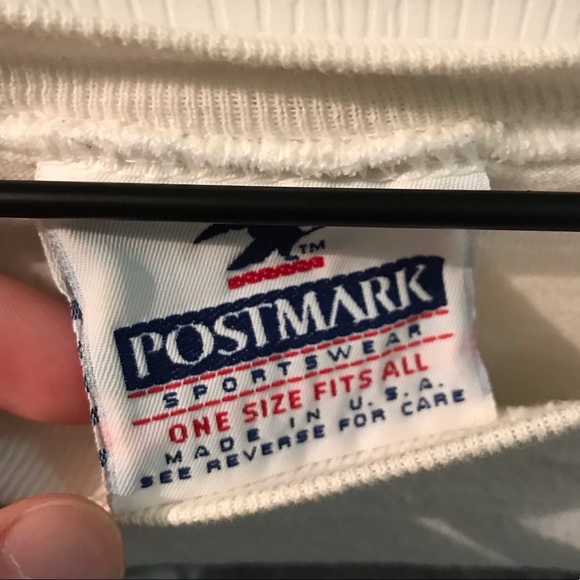 TM
POSTMARK
SPORTSWEAR
ONE SIZE FITS ALL
MADE IN U.S.A.
SEE REVERSE FOR CARE